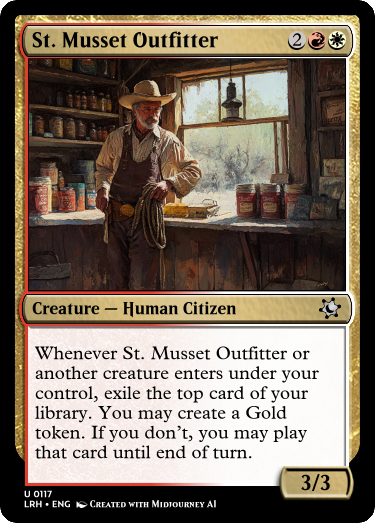 St. Musset Outfitter 2
Creature — Human Citizen
Whenever St. Musset Outfitter or
another creature enters under your
control, exile the top card of your
library. You may create a Gold
token. If you don't, you may play
that card until end of turn.
3/3
U 0117
LRH • ENG Created with Midjourney AI